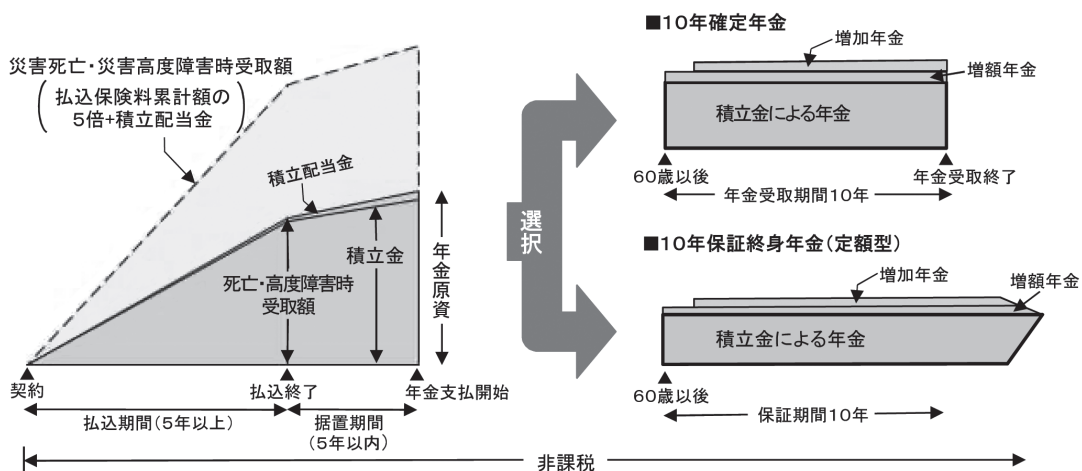 災害死亡・災害高度障害時受取額
(払込保険料累計額の
5倍+積立配当金)
積立配当金
積立金
死亡・高度障害時
受取額
年金原資
契約
払込終了
年金支払開始
払込期間(5年以上)
据置期間
(5年以内)
選択
■10年確定年金
増加年金
増額年金
積立金による年金
60歳以後
年金受取終了
年金受取期間10年
■10年保証終身年金(定額型)
増加年金
増額年金
積立金による年金
60歳以後
保証期間10年
非課税